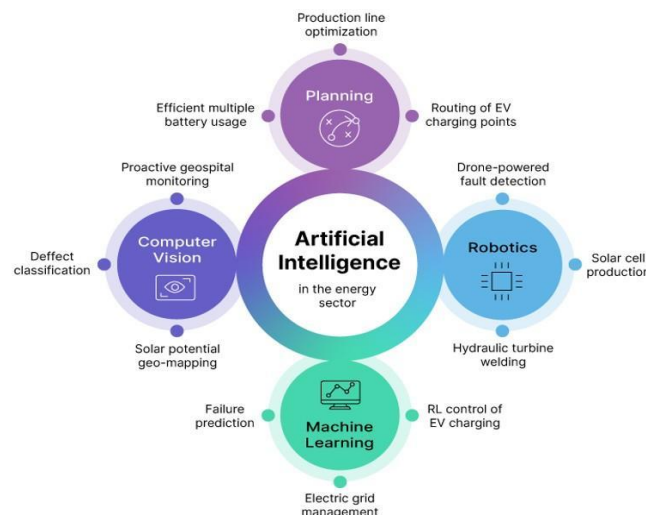 Production line
optimization
Planning
Efficient multiple
battery usage
Routing of EV
charging points
Proactive geospital
monitoring
Drone-powered
fault detection
Computer
Vision
Deffect
classification
Artificial
Intelligence
in the energy
sector
Robotics
Solar cell
production
Solar potential
geo-mapping
Hydraulic turbine
welding
Failure
prediction
Machine
Learning
RL control of
EV charging
Electric grid
management